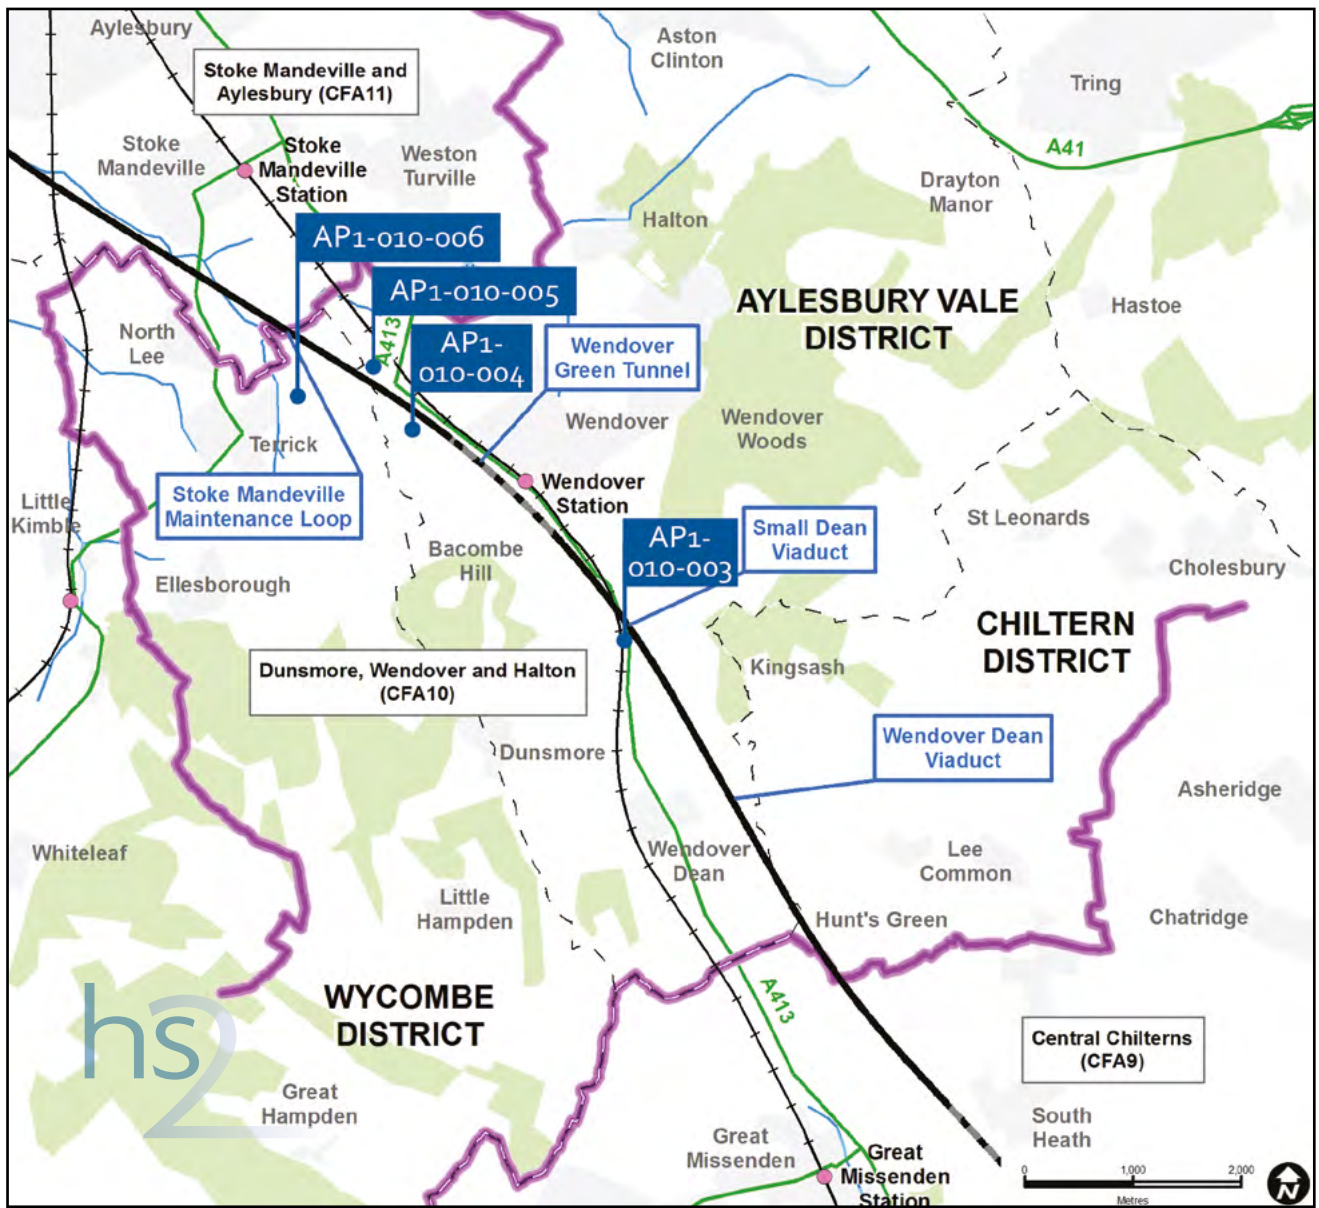 Aylesbury
Aston
Clinton
Stoke Mandeville and
Aylesbury (CFA11)
Tring
A41
Stoke
Mandeville
Stoke
Mandeville
Station
Weston
Turville
Drayton
Manor
Halton
AP1-010-006
AP1-010-005
AYLESBURY VALE
DISTRICT
Hastoe
North
Lee
A413
AP1-
010-004
Wendover
Green Tunnel
Wendover
Wendover
Woods
Terrick
Stoke Mandeville
Maintenance Loop
Wendover
Station
Little
Kimble
St Leonards
AP1-
010-003
Small Dean
Viaduct
Bacombe
Hill
Cholesbury
Ellesborough
CHILTERN
DISTRICT
Dunsmore, Wendover and Halton
(CFA10)
Kingsash
Dunsmore
Wendover Dean
Viaduct
Asheridge
Whiteleaf
Wendover
Dean
Lee
Common
Little
Hampden
Hunt's Green
Chatridge
WYCOMBE
DISTRICT
A413
hs2
Central Chilterns
(CFA9)
Great
Hampden
South
Heath
Great
Missenden
Great
Missenden
Station
0 1,000 2,000
Metres
N